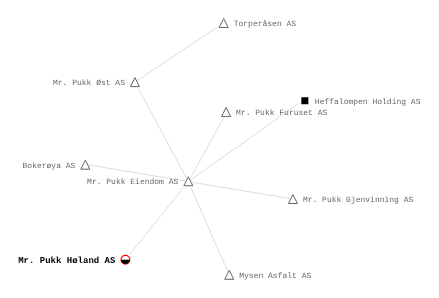 Torperåsen AS
Mr. Pukk Øst AS
Heffalompen Holding AS
Mr. Pukk Furuset AS
Bokerøya AS
Mr. Pukk Eiendom AS
Mr. Pukk Gjenvinning AS
Mr. Pukk Høland AS
Mysen Asfalt AS